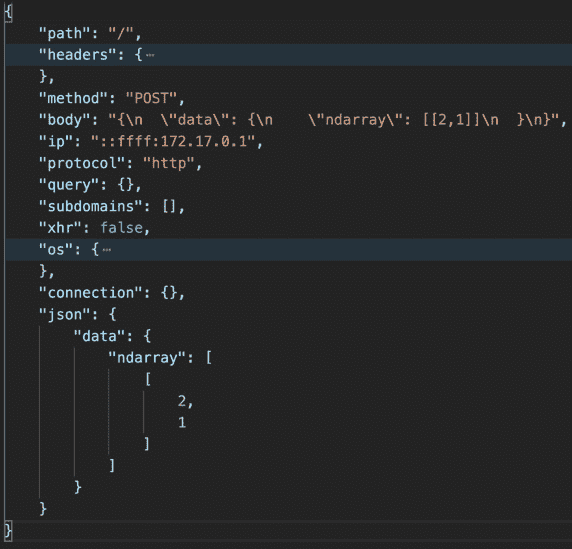 {
"path": "/",
"headers": {⋯
},
"method": "POST",
"body": "{\n  \"data\": {\n    \"ndarray\": [[2,1]]\n  }\n}",
"ip": "::ffff:172.17.0.1",
"protocol": "http",
"query": {},
"subdomains": [],
"xhr": false,
"os": {⋯
},
"connection": {},
"json": {
"data": {
"ndarray": [
[
2,
1
]
]
}
}
}